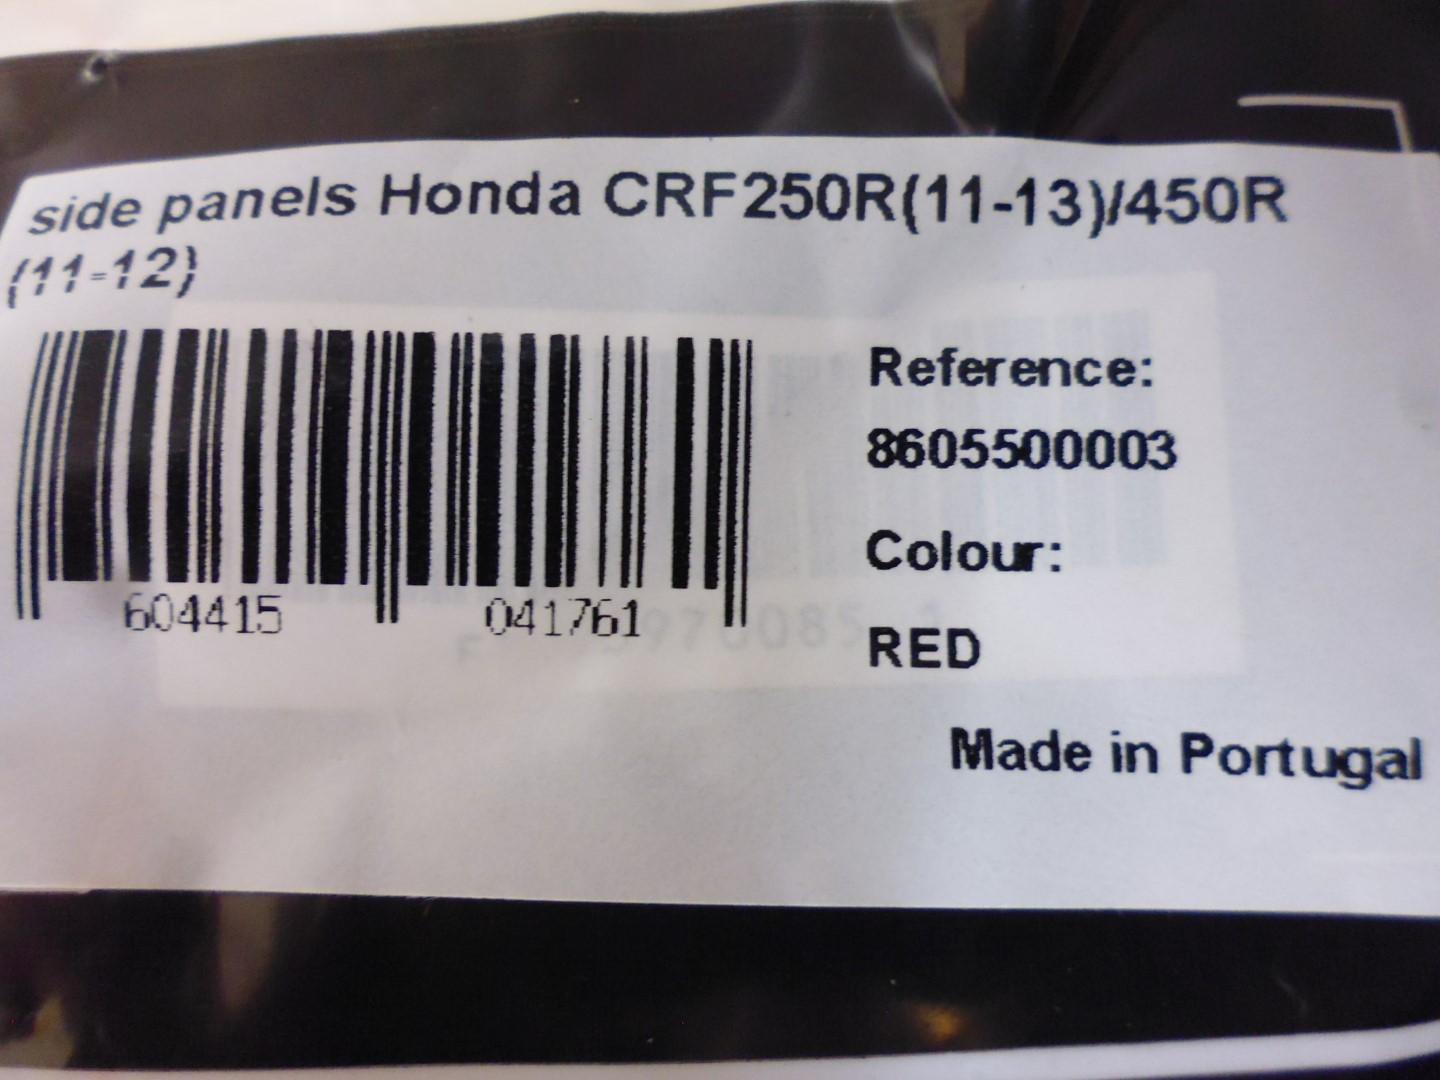 side panels Honda CRF250R(11-13)/450R
(11-12)
Reference:
8605500003
Colour:
RED
604415 041761
Made in Portugal